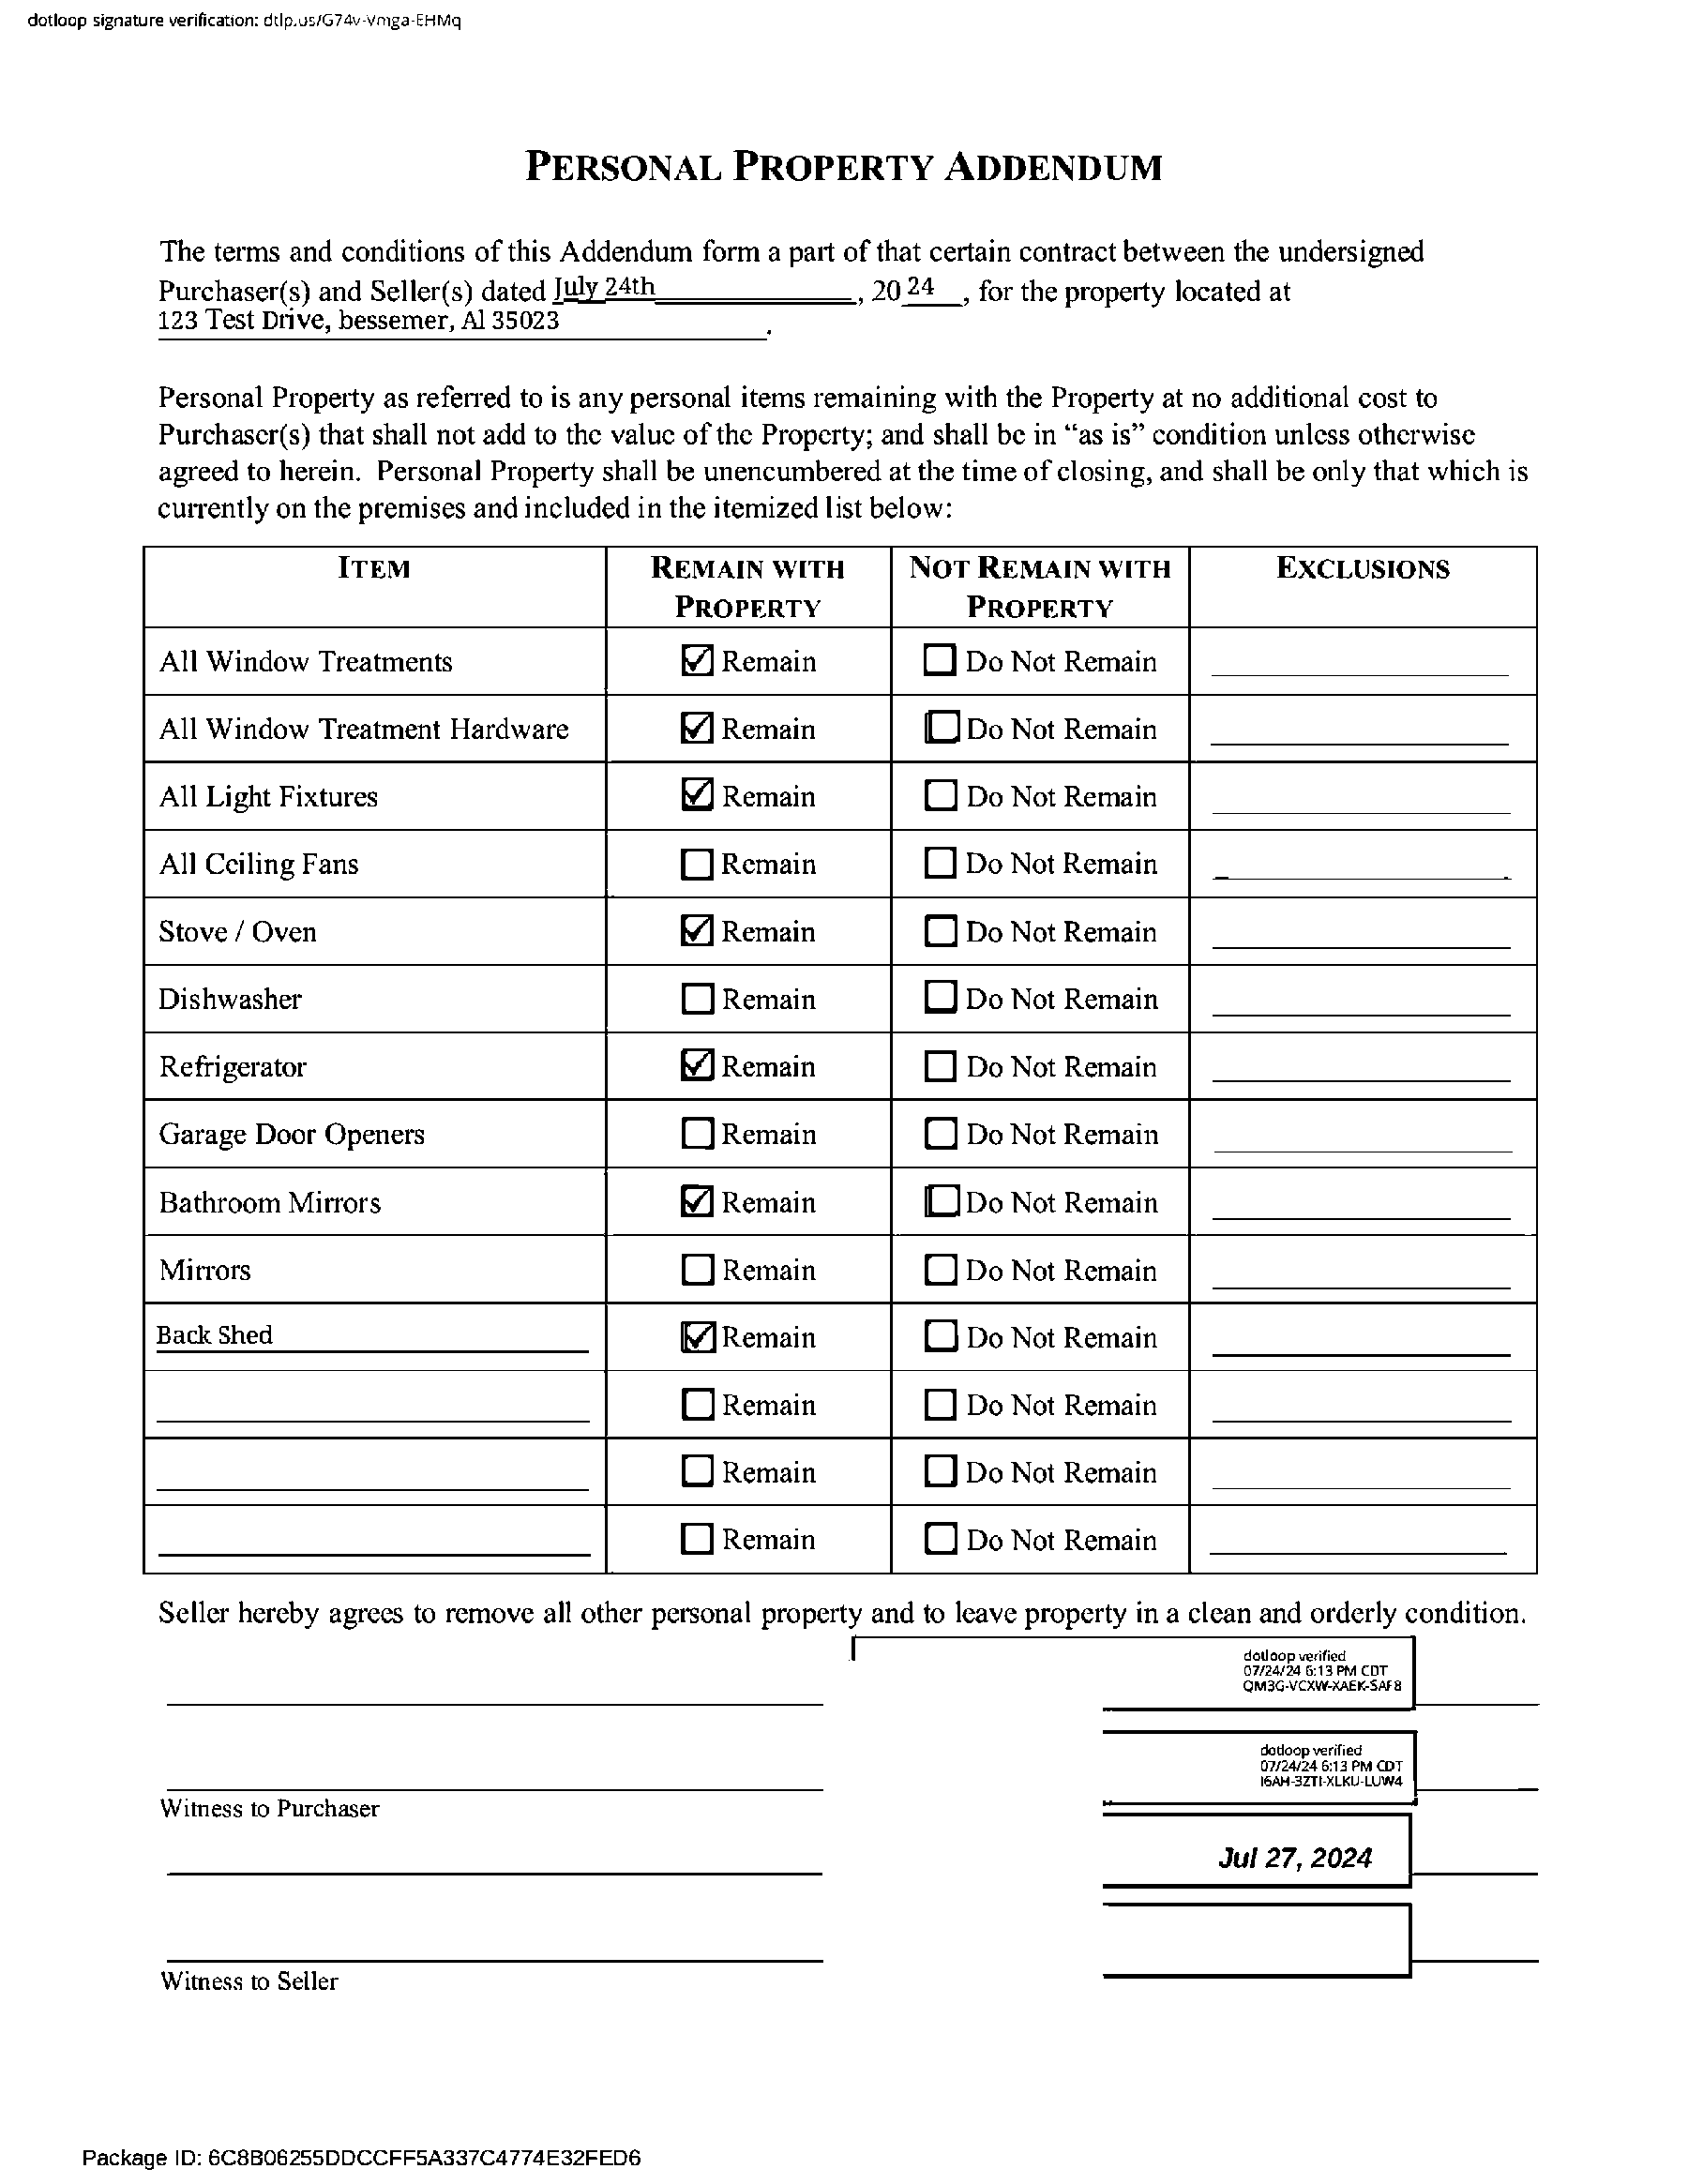 dotloop signature verification: dtlp.us/G74v-Vmga-EHMq
PERSONAL PROPERTY ADDENDUM
The terms and conditions of this Addendum form a part of that certain contract between the undersigned
Purchaser(s) and Seller(s) dated July 24th, 20 24, for the property located at
123 Test Drive, bessemer, Al 35023.
Personal Property as referred to is any personal items remaining with the Property at no additional cost to
Purchaser(s) that shall not add to the value of the Property; and shall be in “as is” condition unless otherwise
agreed to herein. Personal Property shall be unencumbered at the time of closing, and shall be only that which is
currently on the premises and included in the itemized list below:
ITEM REMAIN WITH PROPERTY NOT REMAIN WITH PROPERTY EXCLUSIONS
All Window Treatments ☑ Remain ☐ Do Not Remain
All Window Treatment Hardware ☑ Remain ☐ Do Not Remain
All Light Fixtures ☑ Remain ☐ Do Not Remain
All Ceiling Fans ☐ Remain ☐ Do Not Remain
Stove / Oven ☑ Remain ☐ Do Not Remain
Dishwasher ☐ Remain ☐ Do Not Remain
Refrigerator ☑ Remain ☐ Do Not Remain
Garage Door Openers ☐ Remain ☐ Do Not Remain
Bathroom Mirrors ☑ Remain ☐ Do Not Remain
Mirrors ☐ Remain ☐ Do Not Remain
Back Shed ☑ Remain ☐ Do Not Remain
☐ Remain ☐ Do Not Remain
☐ Remain ☐ Do Not Remain
☐ Remain ☐ Do Not Remain
Seller hereby agrees to remove all other personal property and to leave property in a clean and orderly condition.
dotloop verified
07/24/24 6:13 PM CDT
QM3G-VCXW-XAEK-SAF8
dotloop verified
07/24/24 6:13 PM CDT
I6AH-3ZTI-XLKU-LUW4
Witness to Purchaser
Jul 27, 2024
Witness to Seller
Package ID: 6C8B06255DDCCFF5A337C4774E32FED6